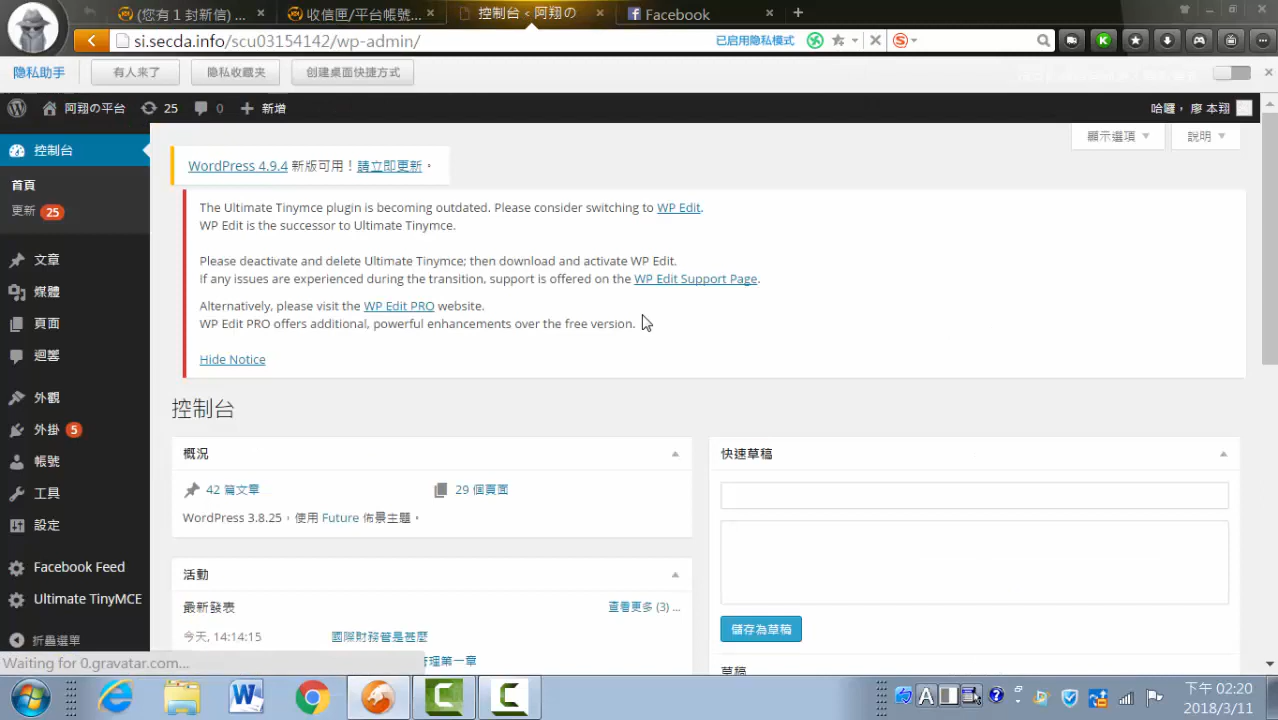 (您有 1 封新信) ...
收信匣/平台帳號...
控制台 ‹ 阿翔の
Facebook
si.secda.info/scu03154142/wp-admin/
已启用隐私模式
隐私助手
有人来了
隐私收藏夹
创建桌面快捷方式
阿翔の平台
25
0
新增
哈囉， 廖 本翔
控制台
首頁
更新 25
文章
媒體
頁面
迴響
外觀
外掛 5
帳號
工具
設定
Facebook Feed
Ultimate TinyMCE
折疊選單
顯示選項
說明
WordPress 4.9.4 新版可用！請立即更新。
The Ultimate Tinymce plugin is becoming outdated. Please consider switching to WP Edit.
WP Edit is the successor to Ultimate Tinymce.
Please deactivate and delete Ultimate Tinymce; then download and activate WP Edit.
If any issues are experienced during the transition, support is offered on the WP Edit Support Page.
Alternatively, please visit the WP Edit PRO website.
WP Edit PRO offers additional, powerful enhancements over the free version.
Hide Notice
控制台
概況
42 篇文章
29 個頁面
WordPress 3.8.25，使用 Future 佈景主題。
活動
最新發表
查看更多 (3) ...
今天, 14:14:15
國際財務管是甚麼
管理第一章
快速草稿
儲存為草稿
草稿
Waiting for 0.gravatar.com...
下午 02:20
2018/3/11